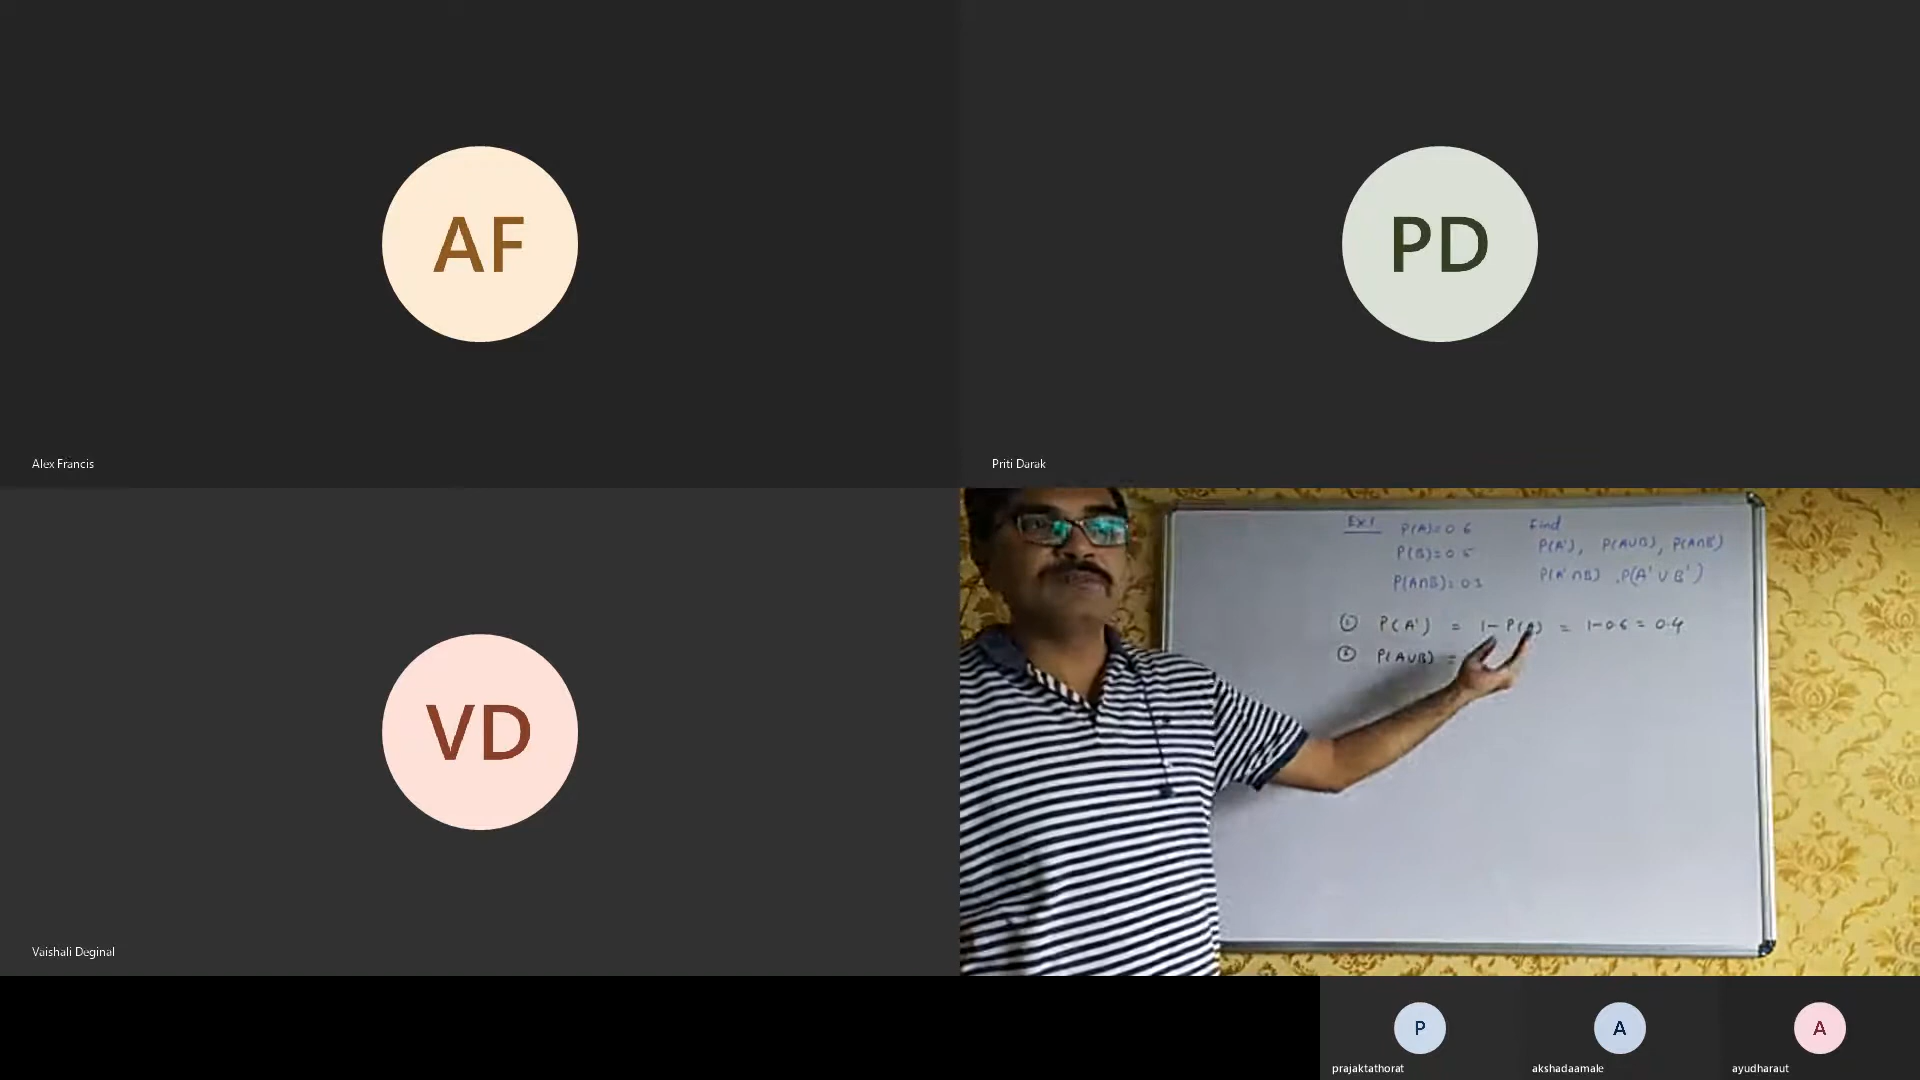 AF
Alex Francis
PD
Priti Darak
VD
Vaishali Deginal
Ex1 P(A)=0.6 Find
P(B)=0.5 P(A'), P(A∪B), P(A∩B')
P(A∩B)=0.3 P(A'∩B), P(A'∪B')
① P(A') = 1-P(A) = 1-0.6 = 0.4
② P(A∪B) =
P
prajaktathorat
A
akshadaamale
A
ayudharaut